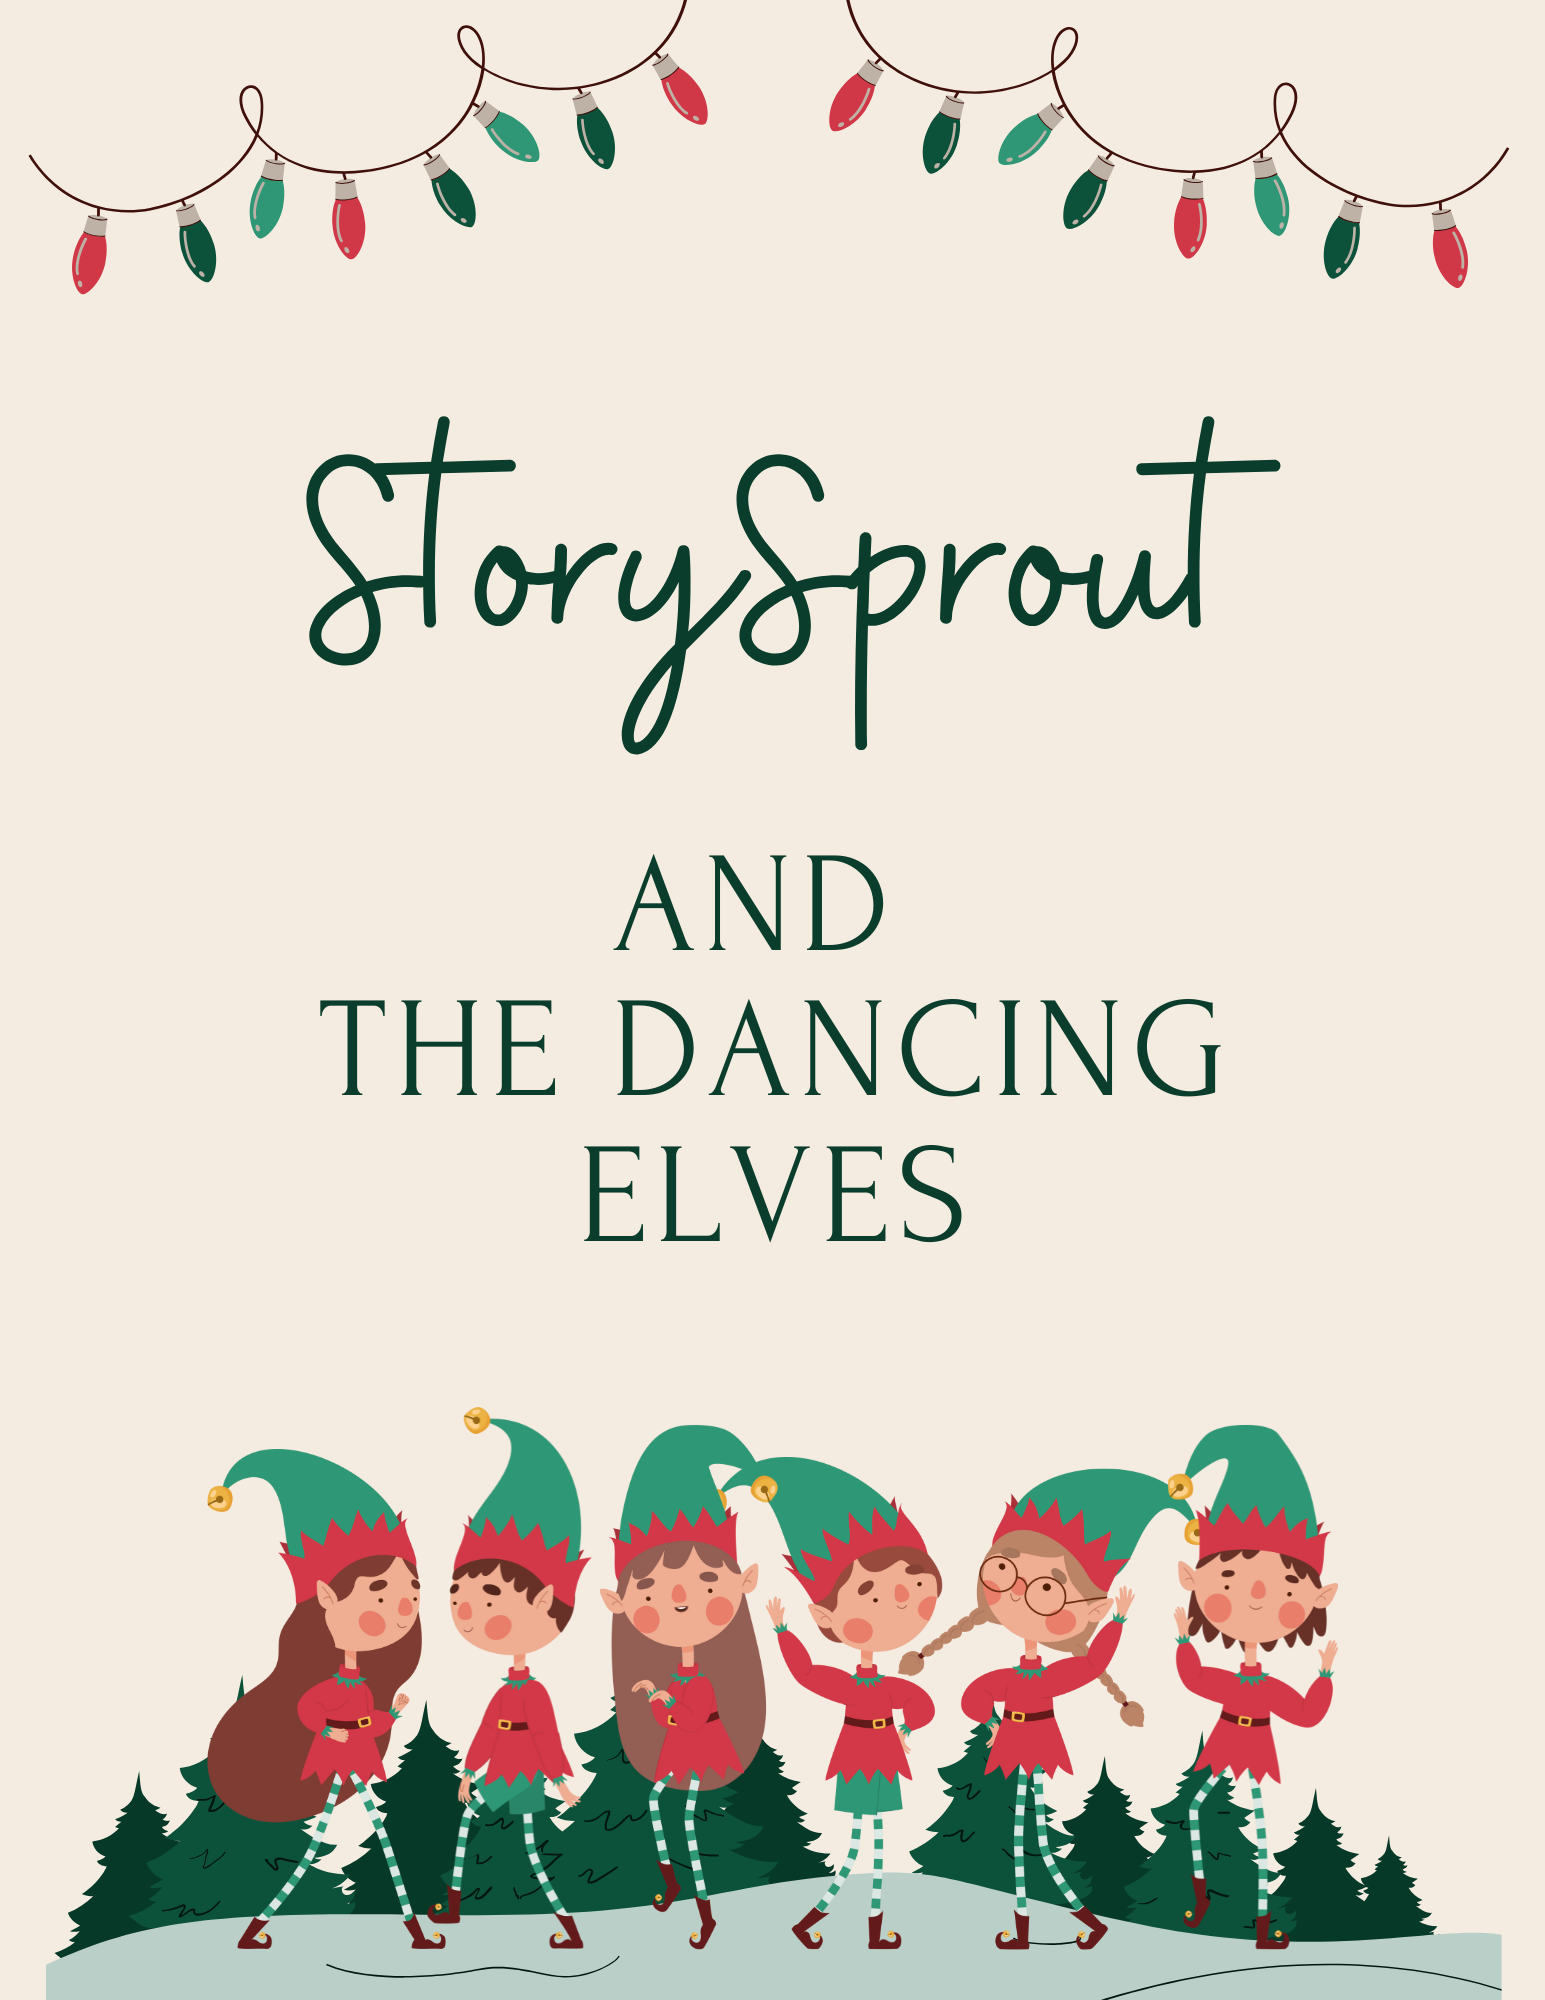 StorySprout
AND
THE DANCING
ELVES